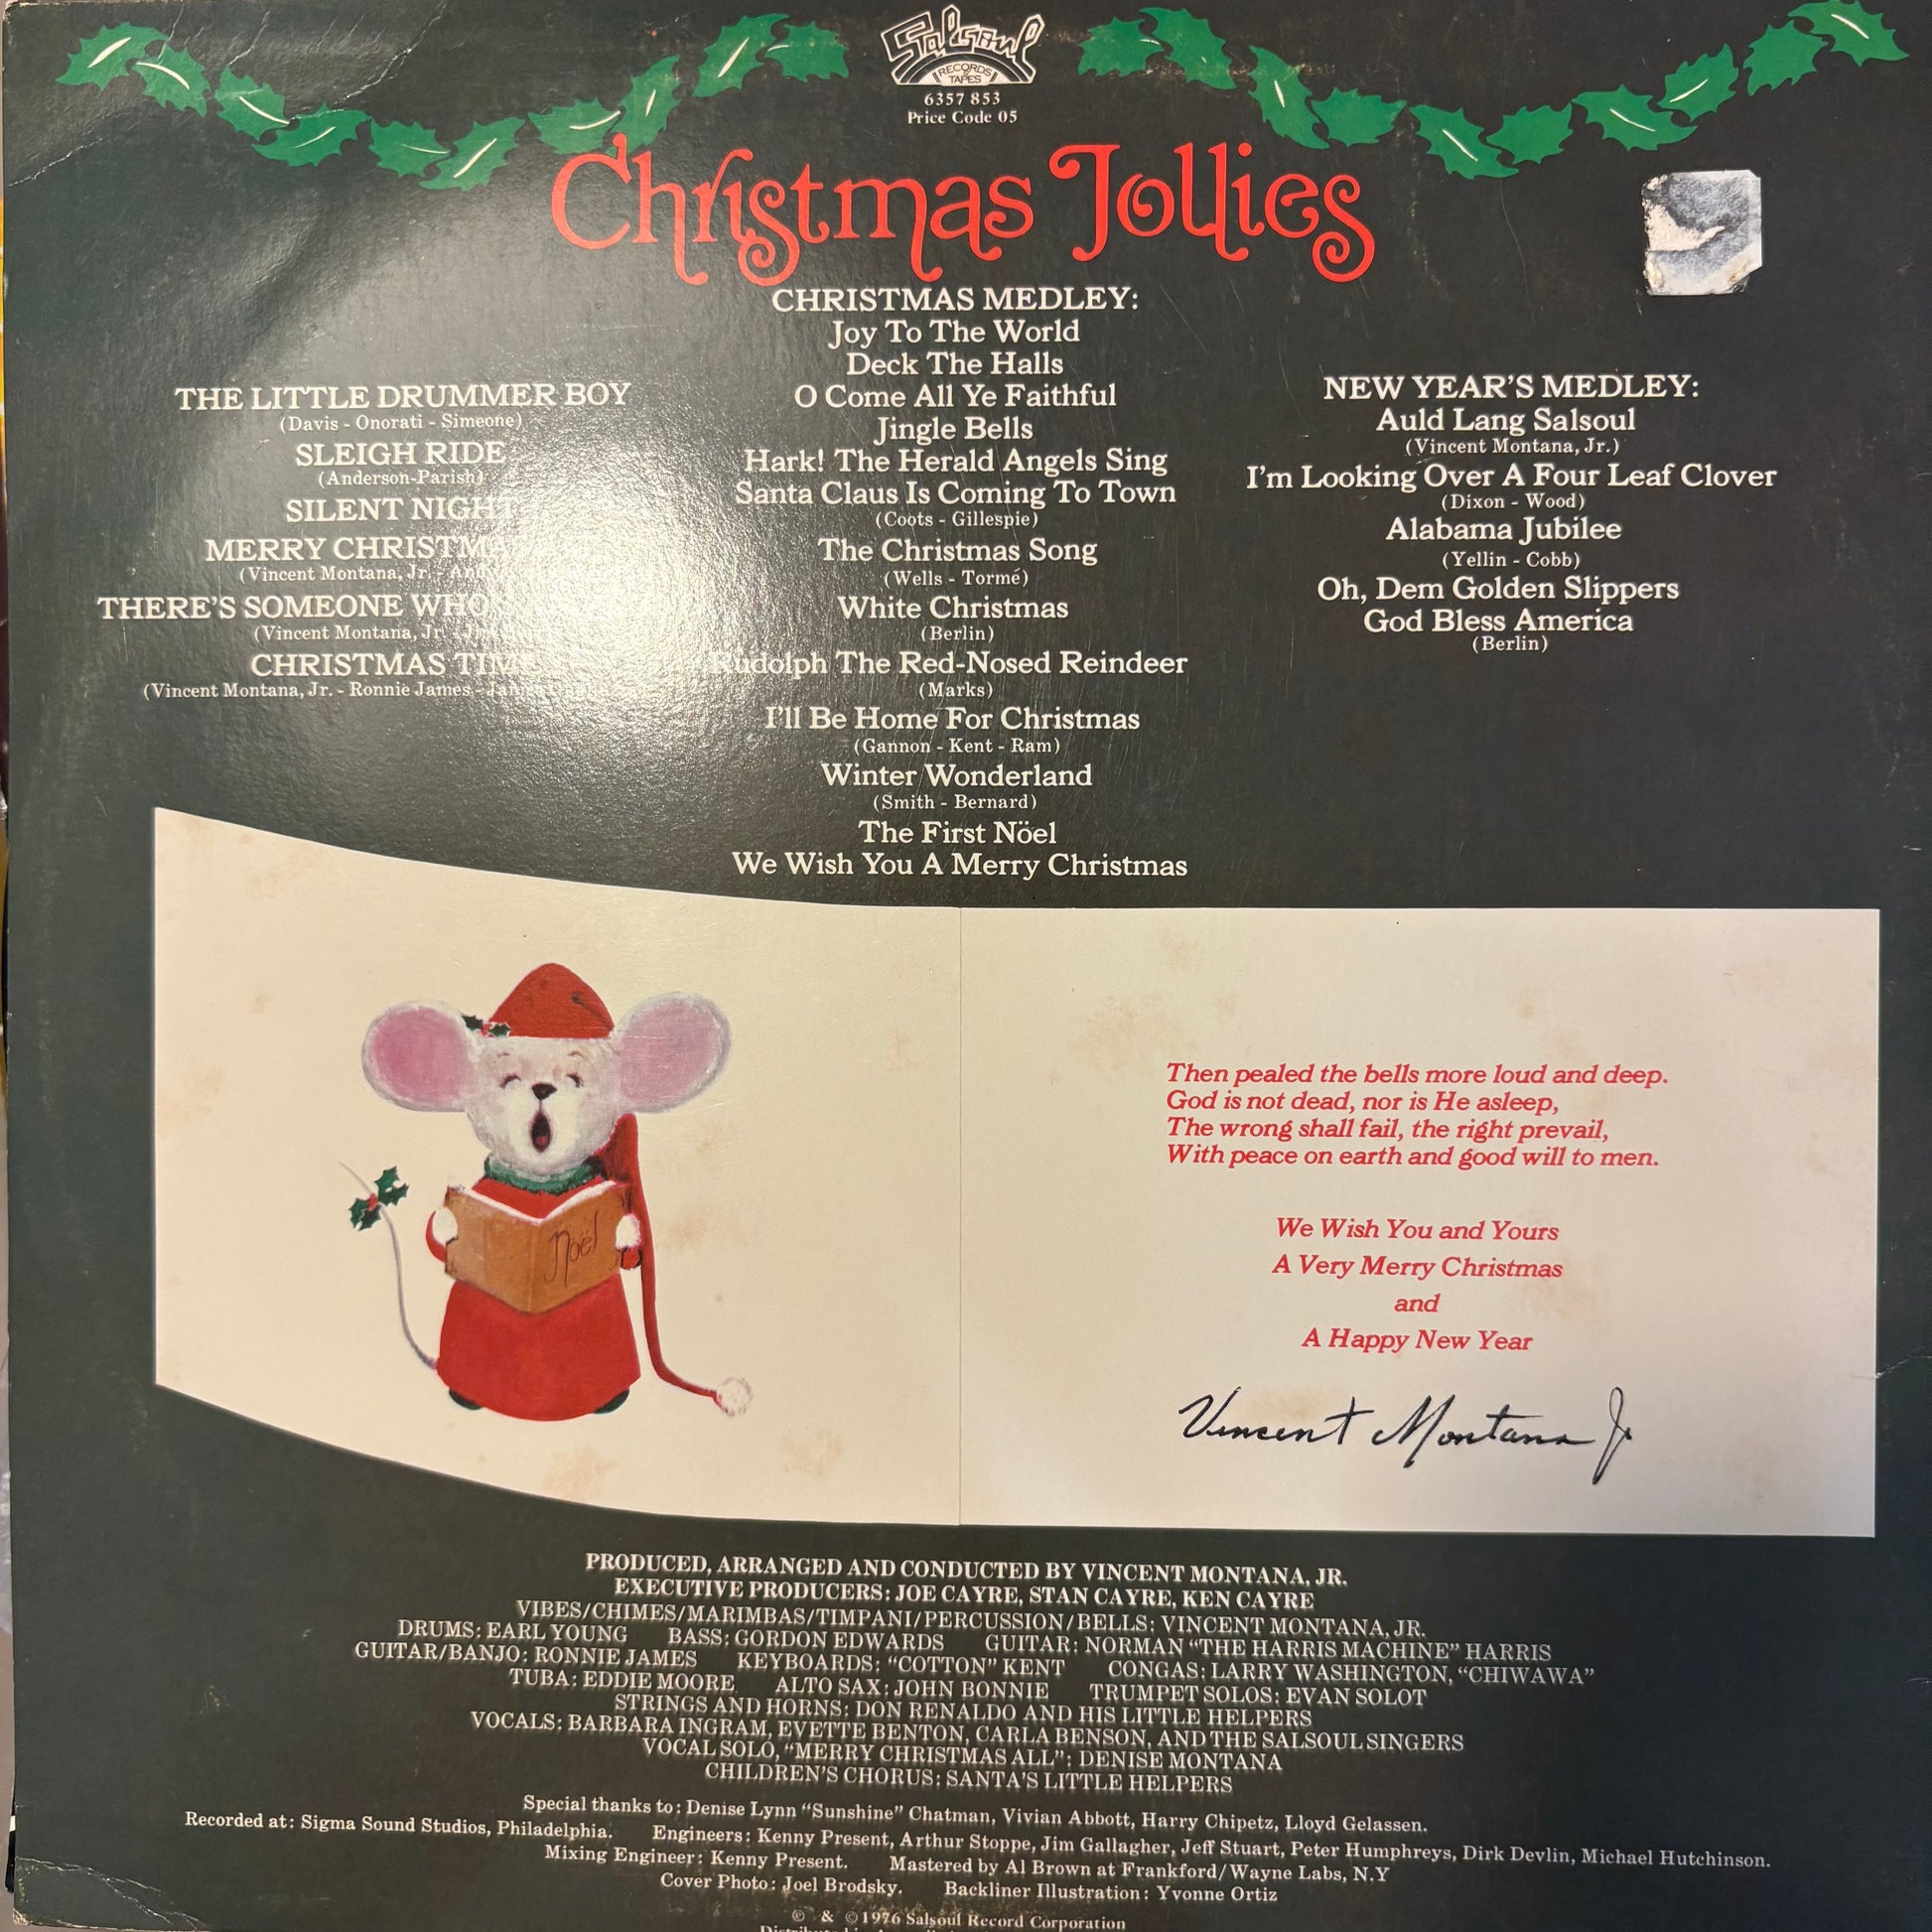 Salsoul
RECORDS
&
TAPES
6357 853
Price Code 05
Christmas Jollies
THE LITTLE DRUMMER BOY
(Davis - Onorati - Simeone)
SLEIGH RIDE
(Anderson-Parish)
SILENT NIGHT
MERRY
(Vincent Montana, Jr. -
THERE'S SOMEONE
(Vincent Montana, Jr.
CHRISTMAS
(Vincent Montana, Jr. - Ronnie James -
CHRISTMAS MEDLEY:
Joy To The World
Deck The Halls
O Come All Ye Faithful
Jingle Bells
Hark! The Herald Angels Sing
Santa Claus Is Coming To Town
(Coots - Gillespie)
The Christmas Song
(Wells - Tormé)
White Christmas
(Berlin)
Rudolph The Red-Nosed Reindeer
(Marks)
I'll Be Home For Christmas
(Gannon - Kent - Ram)
Winter Wonderland
(Smith - Bernard)
The First Nöel
We Wish You A Merry Christmas
NEW YEAR'S MEDLEY:
Auld Lang Salsoul
(Vincent Montana, Jr.)
I'm Looking Over A Four Leaf Clover
(Dixon - Wood)
Alabama Jubilee
(Yellin - Cobb)
Oh, Dem Golden Slippers
God Bless America
(Berlin)
Nöel
Then pealed the bells more loud and deep.
God is not dead, nor is He asleep,
The wrong shall fail, the right prevail,
With peace on earth and good will to men.
We Wish You and Yours
A Very Merry Christmas
and
A Happy New Year
Vincent Montana Jr
PRODUCED, ARRANGED AND CONDUCTED BY VINCENT MONTANA, JR.
EXECUTIVE PRODUCERS: JOE CAYRE, STAN CAYRE, KEN CAYRE
VIBES/CHIMES/MARIMBAS/TIMPANI/PERCUSSION/BELLS: VINCENT MONTANA, JR.
DRUMS: EARL YOUNG BASS: GORDON EDWARDS GUITAR: NORMAN "THE HARRIS MACHINE" HARRIS
GUITAR/BANJO: RONNIE JAMES KEYBOARDS: "COTTON" KENT CONGAS: LARRY WASHINGTON, "CHIWAWA"
TUBA: EDDIE MOORE ALTO SAX: JOHN BONNIE TRUMPET SOLOS: EVAN SOLOT
STRINGS AND HORNS: DON RENALDO AND HIS LITTLE HELPERS
VOCALS: BARBARA INGRAM, EVETTE BENTON, CARLA BENSON, AND THE SALSOUL SINGERS
VOCAL SOLO, "MERRY CHRISTMAS ALL": DENISE MONTANA
CHILDREN'S CHORUS: SANTA'S LITTLE HELPERS
Special thanks to: Denise Lynn "Sunshine" Chatman, Vivian Abbott, Harry Chipetz, Lloyd Gelassen.
Recorded at: Sigma Sound Studios, Philadelphia. Engineers: Kenny Present, Arthur Stoppe, Jim Gallagher, Jeff Stuart, Peter Humphreys, Dirk Devlin, Michael Hutchinson.
Mixing Engineer: Kenny Present. Mastered by Al Brown at Frankford/Wayne Labs, N.Y
Cover Photo: Joel Brodsky. Backliner Illustration: Yvonne Ortiz
℗ & © 1976 Salsoul Record Corporation